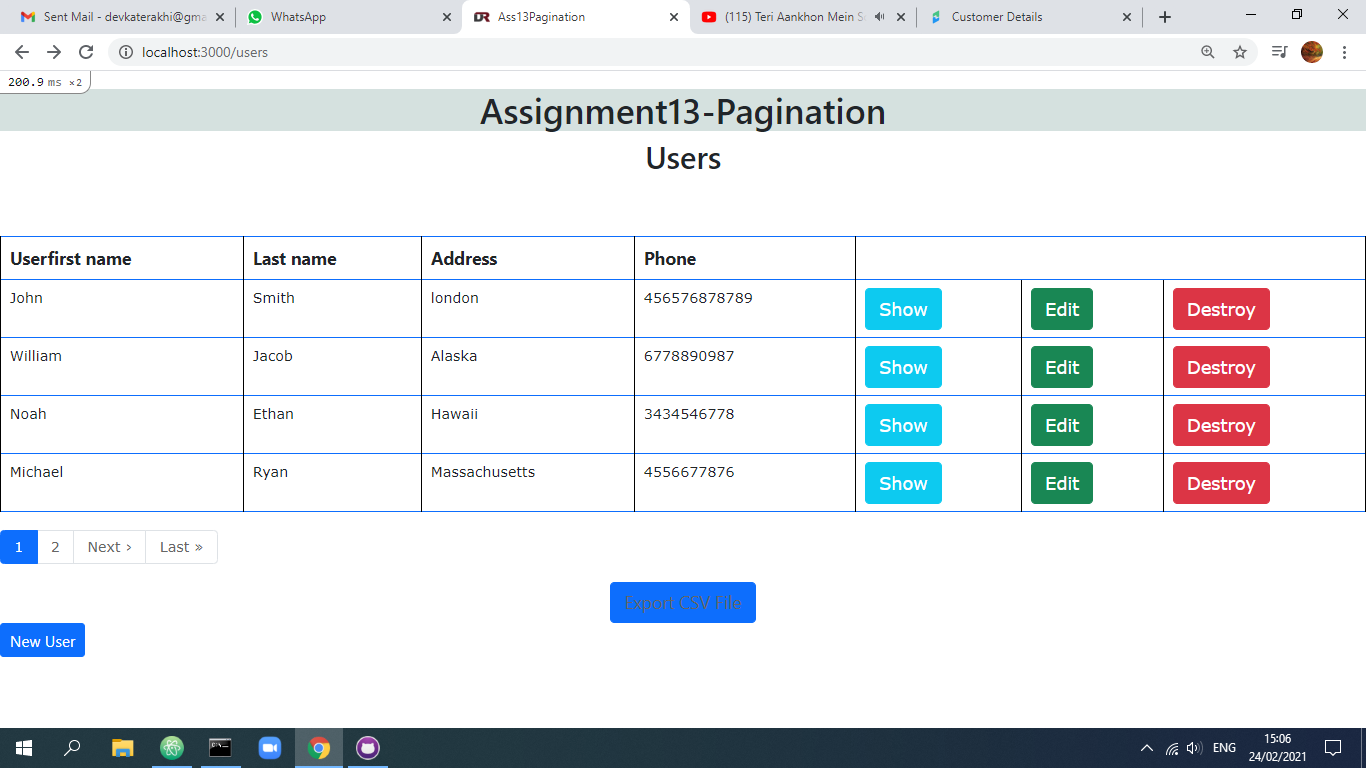 Sent Mail - devkaterakhi@gma
WhatsApp
Ass13Pagination
(115) Teri Aankhon Mein S
Customer Details
localhost:3000/users
200.9 ms ×2
Assignment13-Pagination
Users
Userfirst name Last name Address Phone
John Smith london 456576878789 Show Edit Destroy
William Jacob Alaska 6778890987 Show Edit Destroy
Noah Ethan Hawaii 3434546778 Show Edit Destroy
Michael Ryan Massachusetts 4556677876 Show Edit Destroy
1 2 Next › Last »
Export CSV File
New User
ENG
15:06
24/02/2021